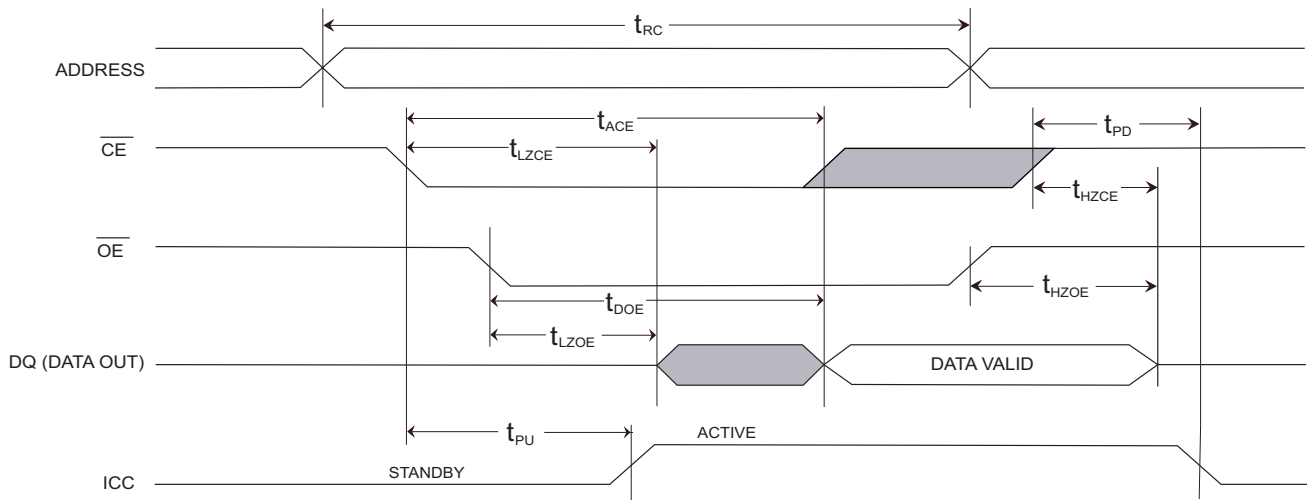 tRC
ADDRESS
tACE
tPD
CE
tLZCE
tHZCE
OE
tHZOE
tDOE
tLZOE
DQ (DATA OUT)
DATA VALID
tPU
ACTIVE
STANDBY
ICC